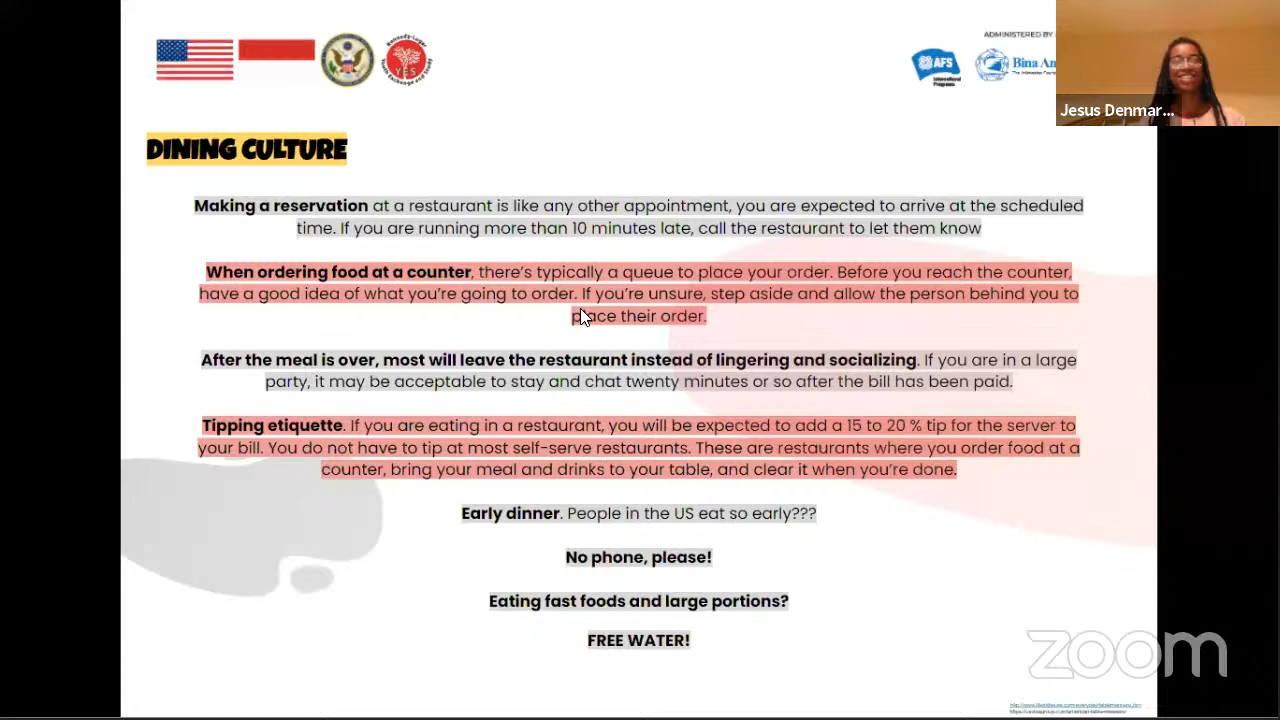 ADMINISTERED BY
AFS
International
Programs
Bina An
YES
Jesus Denmar...
DINING CULTURE
Making a reservation at a restaurant is like any other appointment, you are expected to arrive at the scheduled
time. If you are running more than 10 minutes late, call the restaurant to let them know
When ordering food at a counter, there's typically a queue to place your order. Before you reach the counter,
have a good idea of what you're going to order. If you're unsure, step aside and allow the person behind you to
place their order.
After the meal is over, most will leave the restaurant instead of lingering and socializing. If you are in a large
party, it may be acceptable to stay and chat twenty minutes or so after the bill has been paid.
Tipping etiquette. If you are eating in a restaurant, you will be expected to add a 15 to 20 % tip for the server to
your bill. You do not have to tip at most self-serve restaurants. These are restaurants where you order food at a
counter, bring your meal and drinks to your table, and clear it when you're done.
Early dinner. People in the US eat so early???
No phone, please!
Eating fast foods and large portions?
FREE WATER!
zoom